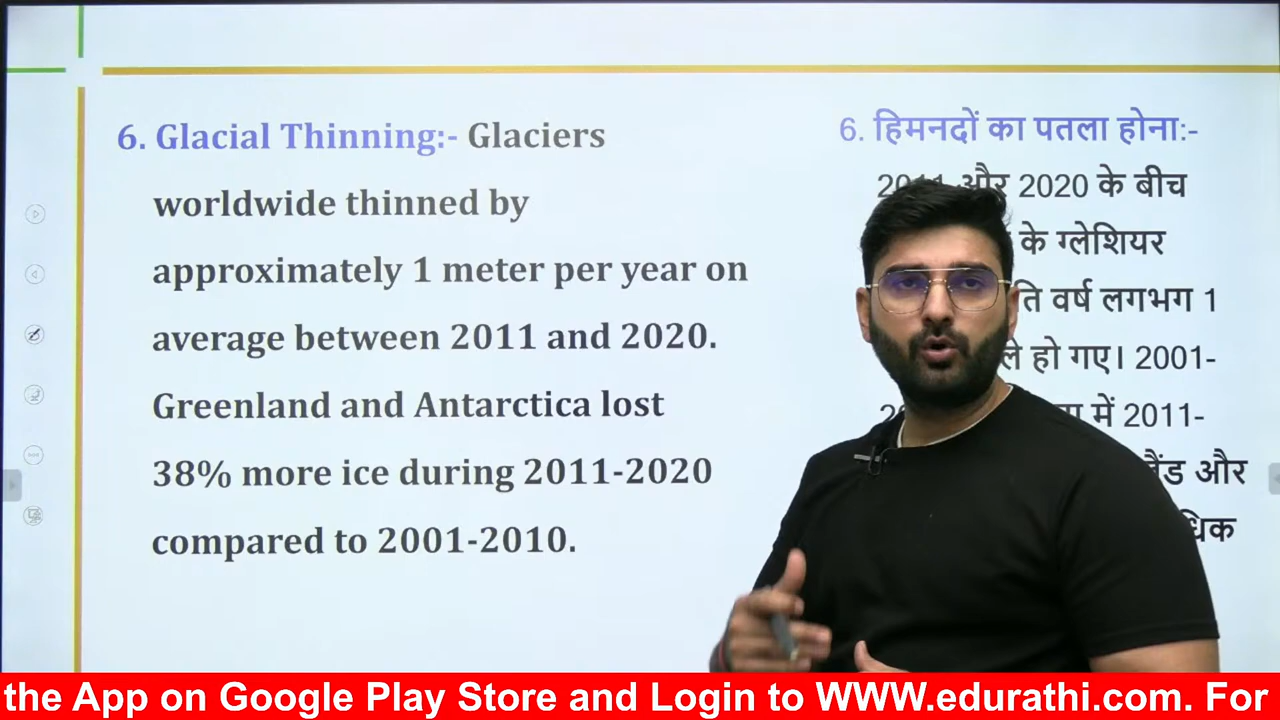 6. Glacial Thinning:- Glaciers
worldwide thinned by
approximately 1 meter per year on
average between 2011 and 2020.
Greenland and Antarctica lost
38% more ice during 2011-2020
compared to 2001-2010.
6. हिमनदों का पतला होना:-
2011 और 2020 के बीच
के ग्लेशियर
वर्ष लगभग 1
हो गए। 2001-
में 2011-
और
the App on Google Play Store and Login to WWW.edurathi.com. For